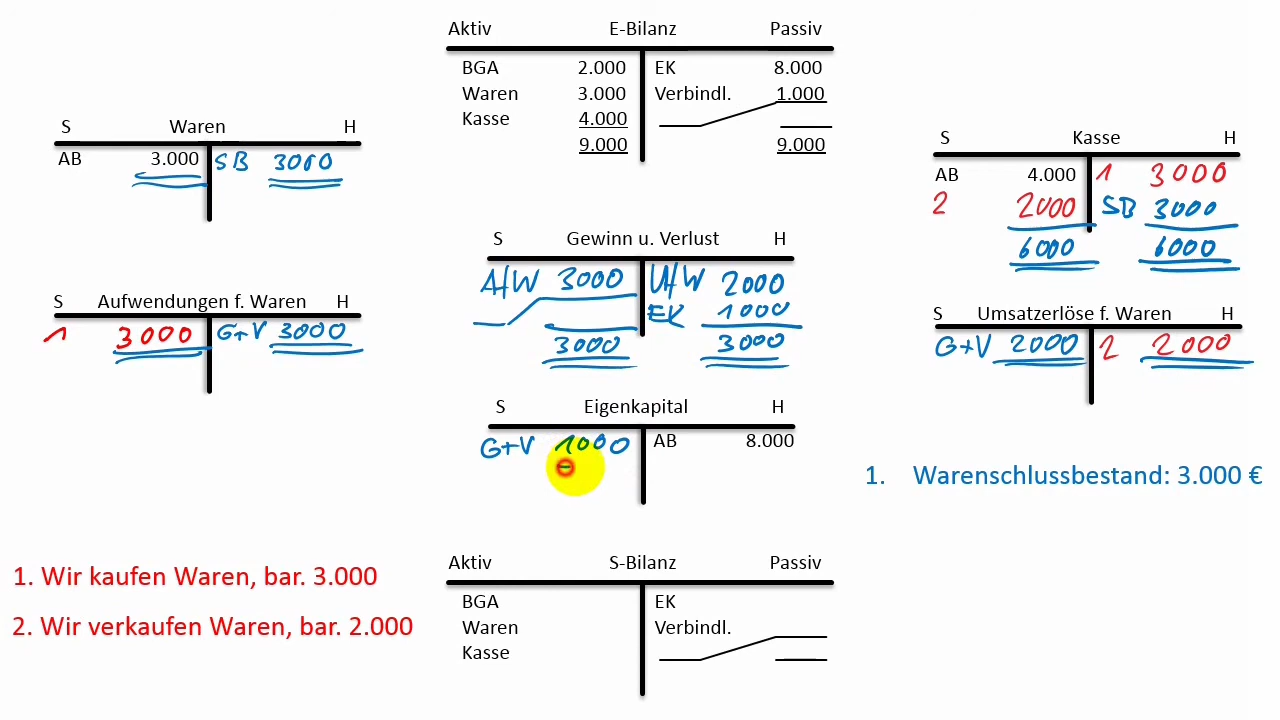 Aktiv E-Bilanz Passiv
BGA 2.000 EK 8.000
Waren 3.000 Verbindl. 1.000
Kasse 4.000
9.000 9.000
S Waren H
AB 3.000 SB 3000
S Kasse H
AB 4.000 1 3000
2 2000 SB 3000
6000 6000
S Gewinn u. Verlust H
AfW 3000 UfW 2000
EK 1000
3000 3000
S Aufwendungen f. Waren H
1 3000 G+V 3000
S Umsatzerlöse f. Waren H
G+V 2000 2 2000
S Eigenkapital H
G+V 1000 AB 8.000
1. Warenschlussbestand: 3.000 €
1. Wir kaufen Waren, bar. 3.000
2. Wir verkaufen Waren, bar. 2.000
Aktiv S-Bilanz Passiv
BGA EK
Waren Verbindl.
Kasse